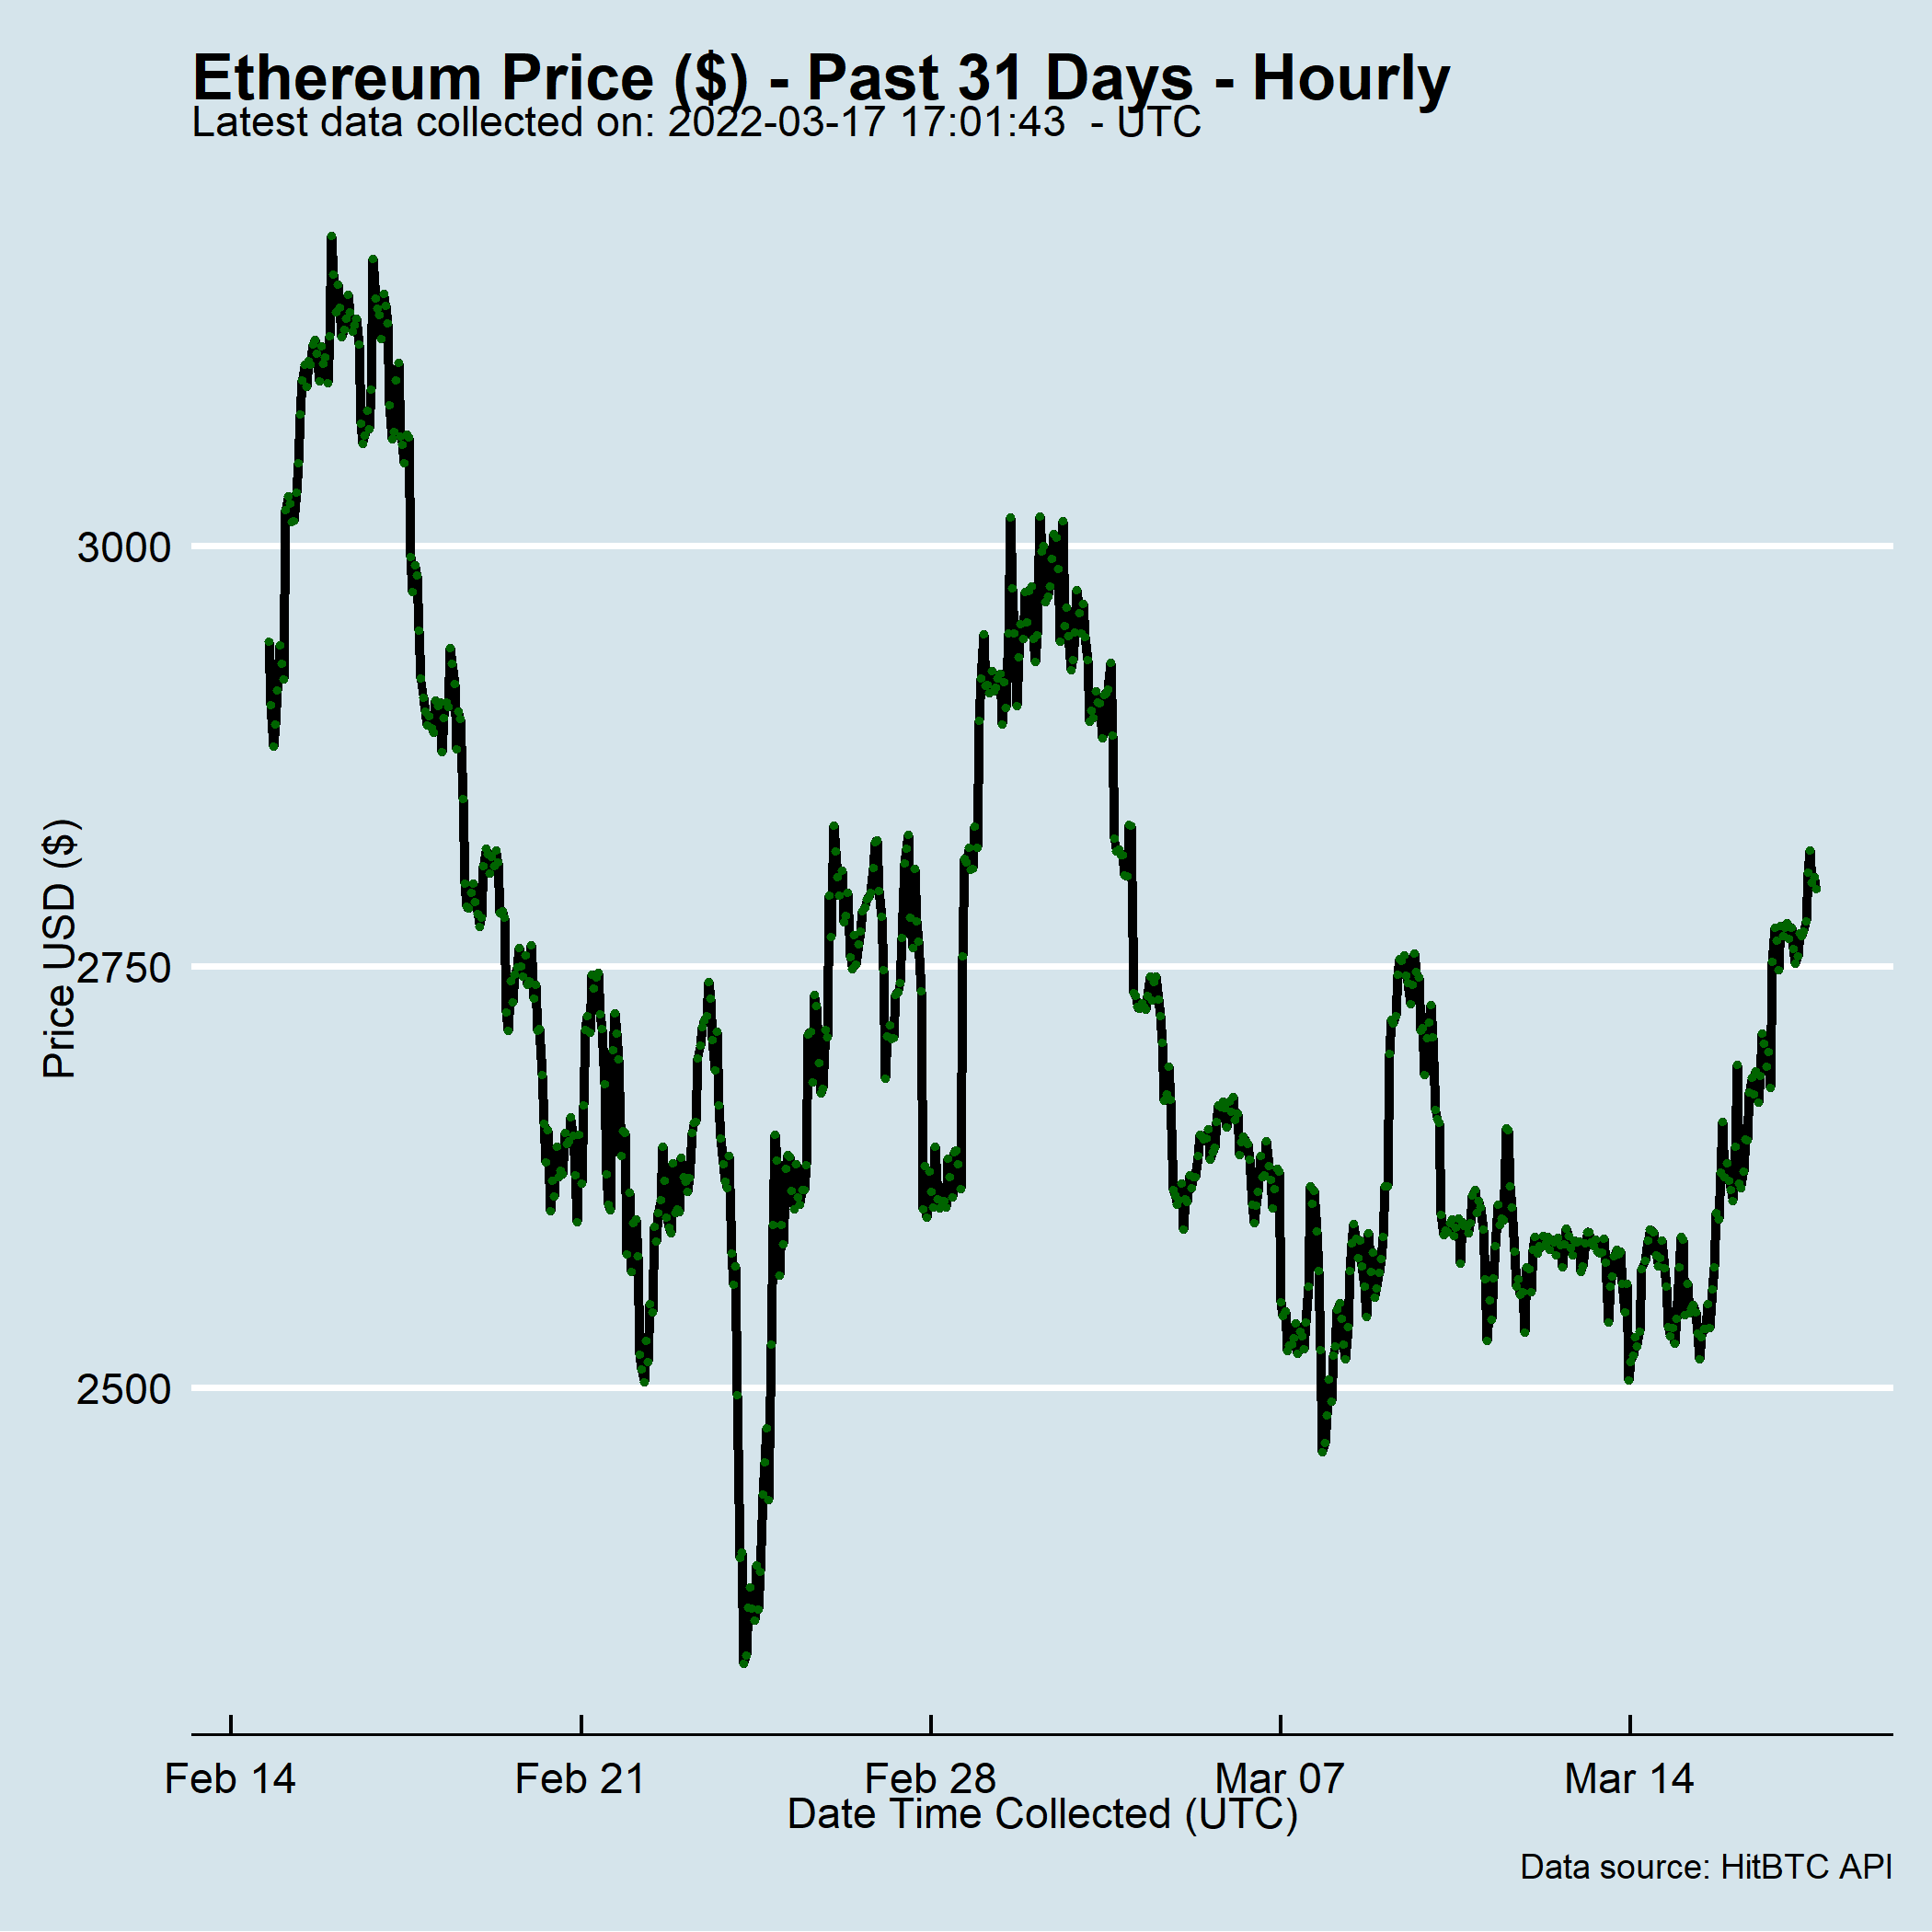 Ethereum Price ($) - Past 31 Days - Hourly
Latest data collected on: 2022-03-17 17:01:43  - UTC
Price USD ($)
3000
2750
2500
Feb 14
Feb 21
Feb 28
Mar 07
Mar 14
Date Time Collected (UTC)
Data source: HitBTC API